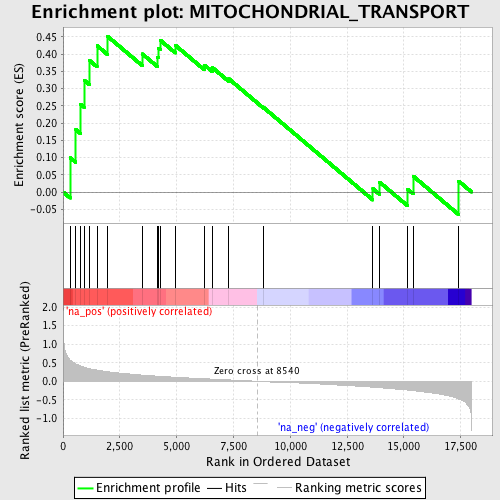 Enrichment plot: MITOCHONDRIAL_TRANSPORT
Enrichment score (ES)
0.45
0.40
0.35
0.30
0.25
0.20
0.15
0.10
0.05
0.00
-0.05
'na_pos' (positively correlated)
Ranked list metric (PreRanked)
2.0
1.5
1.0
0.5
0.0
-0.5
-1.0
Zero cross at 8540
'na_neg' (negatively correlated)
0
2,500
5,000
7,500
10,000
12,500
15,000
17,500
Rank in Ordered Dataset
Enrichment profile
Hits
Ranking metric scores